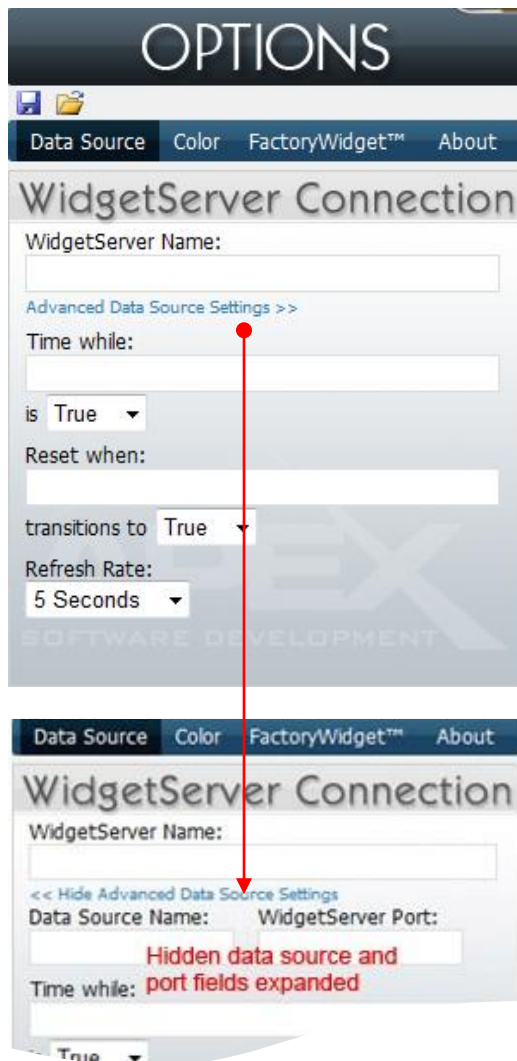 OPTIONS
Data Source Color FactoryWidget™ About
WidgetServer Connection
WidgetServer Name:
Advanced Data Source Settings >>
Time while:
is True
Reset when:
transitions to True
Refresh Rate:
5 Seconds
APEX
SOFTWARE DEVELOPMENT
Data Source Color FactoryWidget™ About
WidgetServer Connection
WidgetServer Name:
<< Hide Advanced Data Source Settings
Data Source Name: WidgetServer Port:
Hidden data source and
port fields expanded
Time while:
is True